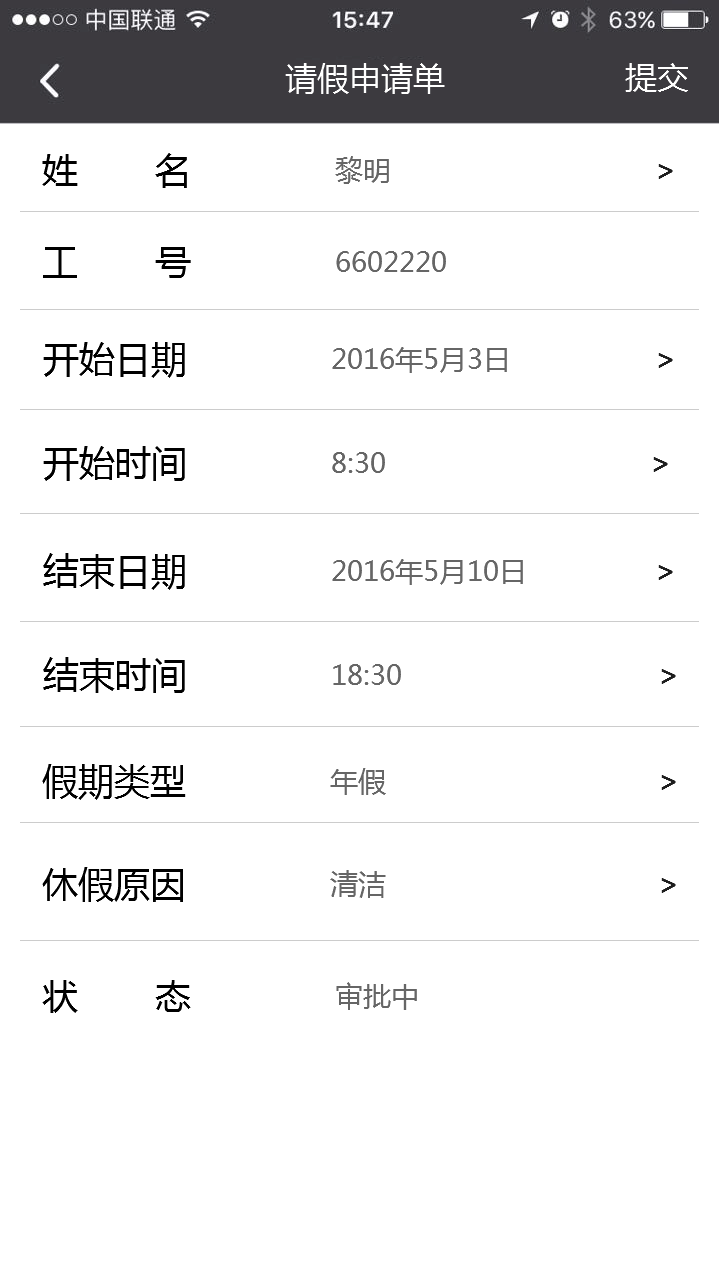 中国联通 15:47 63%
请假申请单 提交
姓 名 黎明 >
工 号 6602220
开始日期 2016年5月3日 >
开始时间 8:30 >
结束日期 2016年5月10日 >
结束时间 18:30 >
假期类型 年假 >
休假原因 清洁 >
状 态 审批中